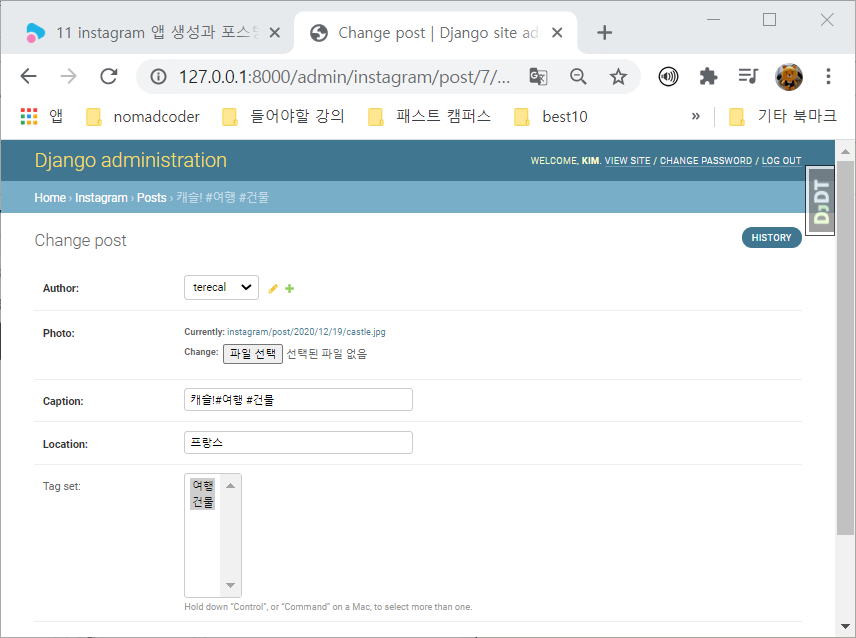 11 instagram 앱 생성과 포스트
Change post | Django site ad
127.0.0.1:8000/admin/instagram/post/7/...
앱 nomadcoder 들어야할 강의 패스트 캠퍼스 best10 » 기타 북마크
Django administration
WELCOME, KIM. VIEW SITE / CHANGE PASSWORD / LOG OUT
DjDT
Home › Instagram › Posts › 캐슬! #여행 #건물
Change post
HISTORY
Author: terecal
Photo: Currently: instagram/post/2020/12/19/castle.jpg
Change: 파일 선택 선택된 파일 없음
Caption: 캐슬!#여행 #건물
Location: 프랑스
Tag set: 여행
건물
Hold down “Control”, or “Command” on a Mac, to select more than one.